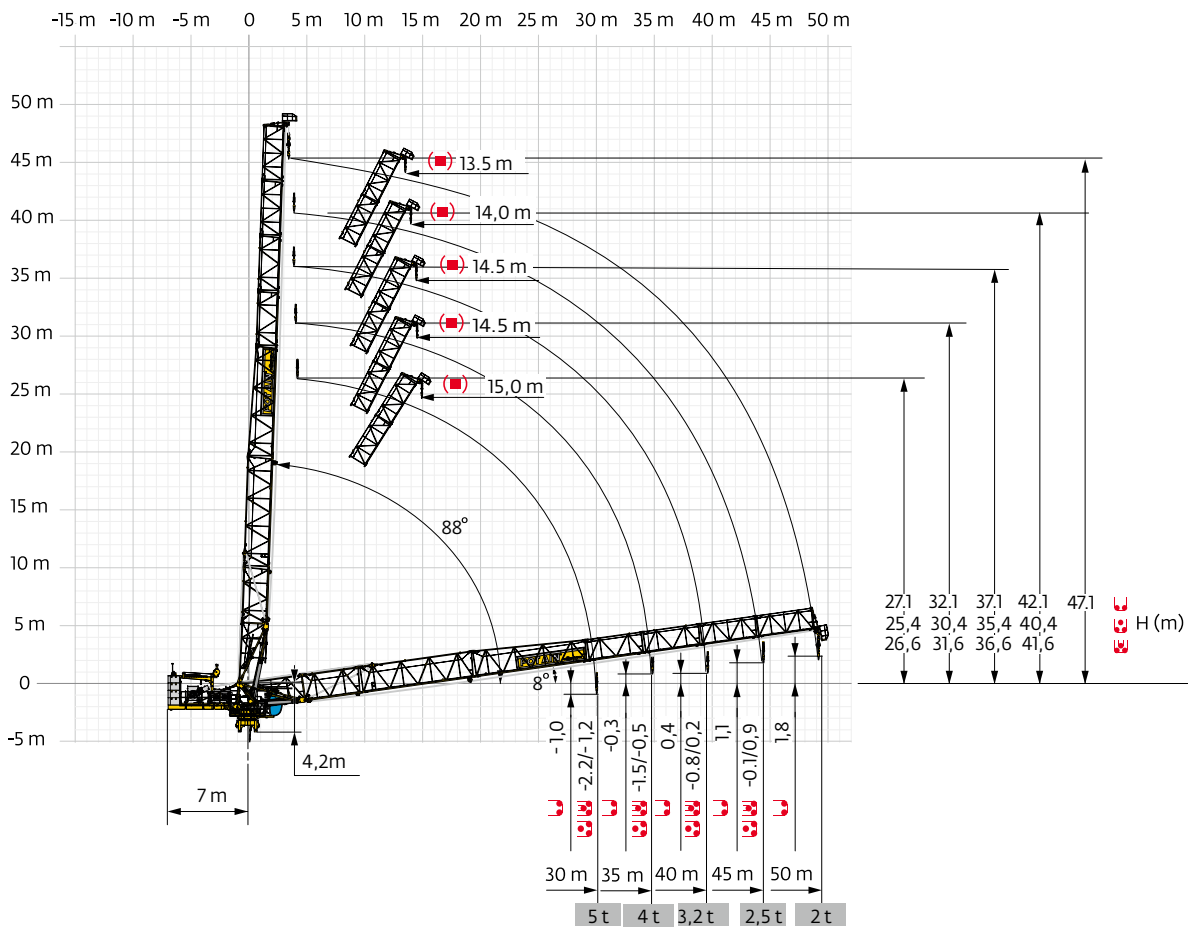 -15 m -10 m -5 m 0 5 m 10 m 15 m 20 m 25 m 30 m 35 m 40 m 45 m 50 m
50 m
45 m
13.5 m
40 m
14,0 m
35 m
14.5 m
30 m
14.5 m
25 m
15,0 m
20 m
15 m
88°
10 m
27.1 32.1 37.1 42.1 47.1
5 m
25,4 30,4 35,4 40,4 H (m)
26,6 31,6 36,6 41,6
0
8°
-5 m
4,2m
7 m
-1,0
-2.2/-1,2
-0,3
-1.5/-0,5
0,4
-0.8/0,2
1,1
-0.1/0,9
1,8
30 m 35 m 40 m 45 m 50 m
5 t 4 t 3,2 t 2,5 t 2 t